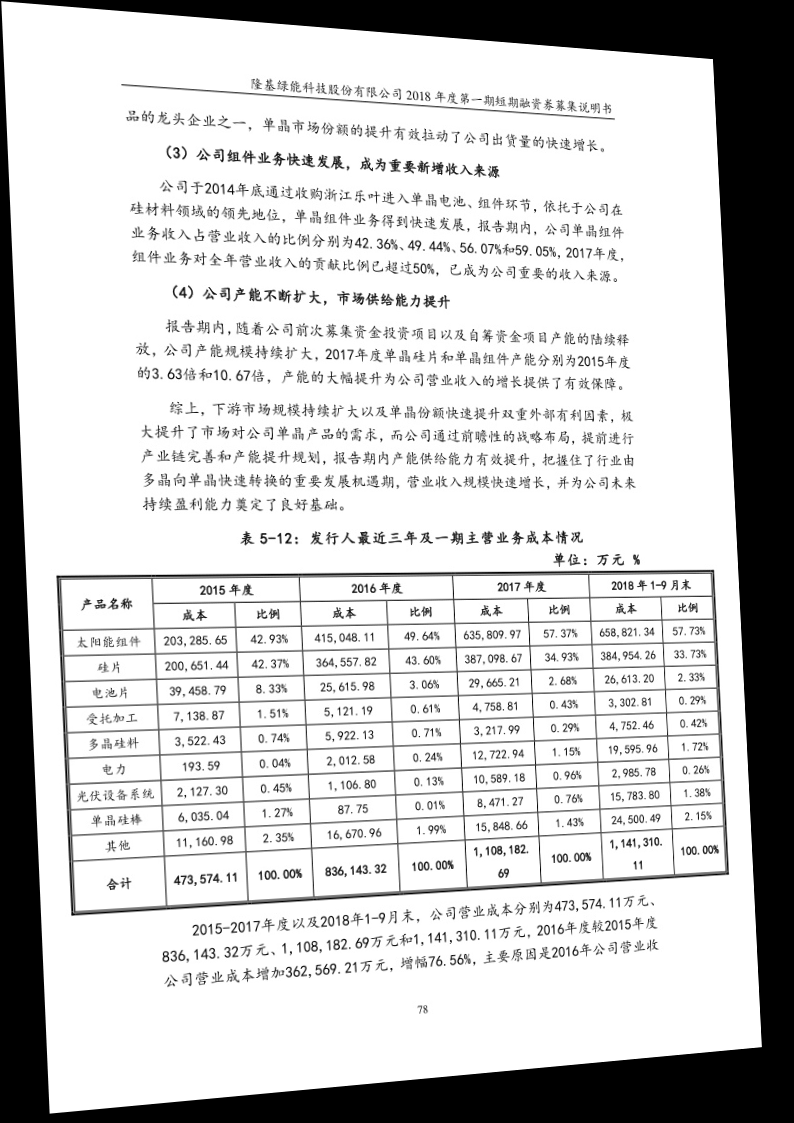 隆基绿能科技股份有限公司 2018 年度第一期短期融资券募集说明书
品的龙头企业之一，单晶市场份额的提升有效拉动了公司出货量的快速增长。
（3）公司组件业务快速发展，成为重要新增收入来源
公司于2014年底通过收购浙江乐叶进入单晶电池、组件环节，依托于公司在
硅材料领域的领先地位，单晶组件业务得到快速发展，报告期内，公司单晶组件
业务收入占营业收入的比例分别为42.36%、49.44%、56.07%和59.05%，2017年度，
组件业务对全年营业收入的贡献比例已超过50%，已成为公司重要的收入来源。
（4）公司产能不断扩大，市场供给能力提升
报告期内，随着公司前次募集资金投资项目以及自筹资金项目产能的陆续释
放，公司产能规模持续扩大，2017年度单晶硅片和单晶组件产能分别为2015年度
的3.63倍和10.67倍，产能的大幅提升为公司营业收入的增长提供了有效保障。
综上，下游市场规模持续扩大以及单晶份额快速提升双重外部有利因素，极
大提升了市场对公司单晶产品的需求，而公司通过前瞻性的战略布局，提前进行
产业链完善和产能提升规划，报告期内产能供给能力有效提升，把握住了行业由
多晶向单晶快速转换的重要发展机遇期，营业收入规模快速增长，并为公司未来
持续盈利能力奠定了良好基础。
表 5-12：发行人最近三年及一期主营业务成本情况
单位：万元 %
产品名称 2015 年度 2016 年度 2017 年度 2018 年 1-9 月末
成本 比例 成本 比例 成本 比例 成本 比例
太阳能组件 203,285.65 42.93% 415,048.11 49.64% 635,809.97 57.37% 658,821.34 57.73%
硅片 200,651.44 42.37% 364,557.82 43.60% 387,098.67 34.93% 384,954.26 33.73%
电池片 39,458.79 8.33% 25,615.98 3.06% 29,665.21 2.68% 26,613.20 2.33%
受托加工 7,138.87 1.51% 5,121.19 0.61% 4,758.81 0.43% 3,302.81 0.29%
多晶硅料 3,522.43 0.74% 5,922.13 0.71% 3,217.99 0.29% 4,752.46 0.42%
电力 193.59 0.04% 2,012.58 0.24% 12,722.94 1.15% 19,595.96 1.72%
光伏设备系统 2,127.30 0.45% 1,106.80 0.13% 10,589.18 0.96% 2,985.78 0.26%
单晶硅棒 6,035.04 1.27% 87.75 0.01% 8,471.27 0.76% 15,783.80 1.38%
其他 11,160.98 2.35% 16,670.96 1.99% 15,848.66 1.43% 24,500.49 2.15%
合计 473,574.11 100.00% 836,143.32 100.00% 1,108,182.69 100.00% 1,141,310.11 100.00%
2015-2017年度以及2018年1-9月末，公司营业成本分别为473,574.11万元、
836,143.32万元、1,108,182.69万元和1,141,310.11万元，2016年度较2015年度
公司营业成本增加362,569.21万元，增幅76.56%，主要原因是2016年公司营业收
78